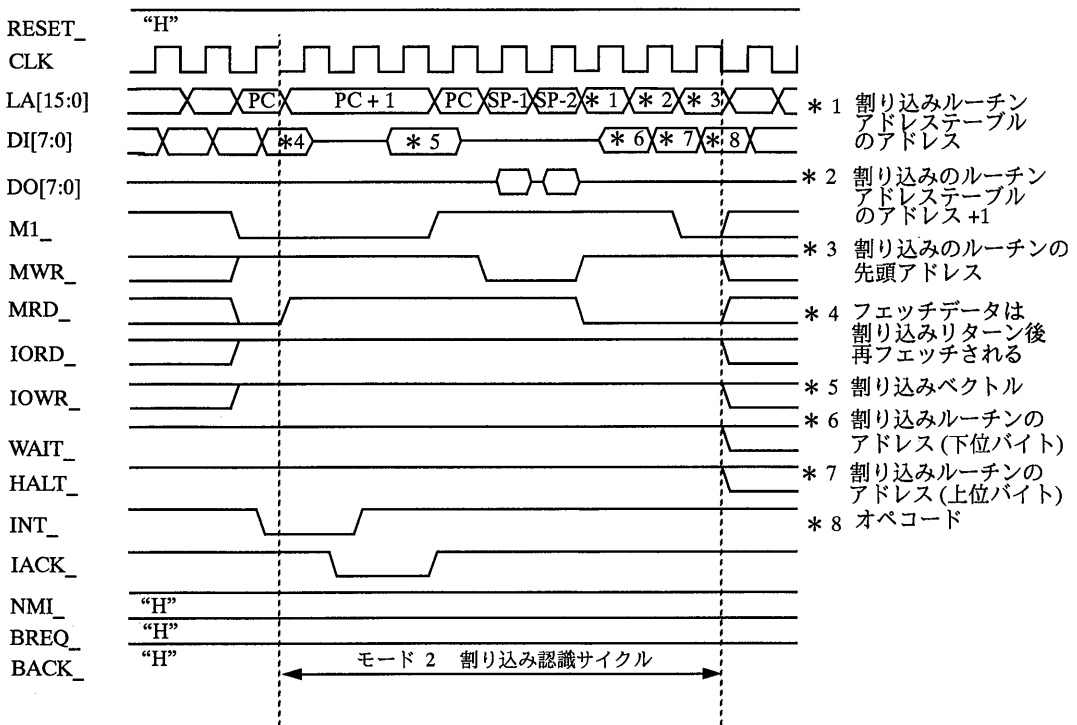 RESET_ “H”
CLK
LA[15:0] PC PC + 1 PC SP-1 SP-2 * 1 * 2 * 3
DI[7:0] *4 * 5 * 6 * 7 * 8
DO[7:0]
M1_
MWR_
MRD_
IORD_
IOWR_
WAIT_
HALT_
INT_
IACK_
NMI_ “H”
BREQ_ “H”
BACK_ “H”
モード 2 割り込み認識サイクル
* 1 割り込みルーチン
アドレステーブル
のアドレス
* 2 割り込みのルーチン
アドレステーブル
のアドレス +1
* 3 割り込みのルーチンの
先頭アドレス
* 4 フェッチデータは
割り込みリターン後
再フェッチされる
* 5 割り込みベクトル
* 6 割り込みルーチンの
アドレス (下位バイト)
* 7 割り込みルーチンの
アドレス (上位バイト)
* 8 オペコード